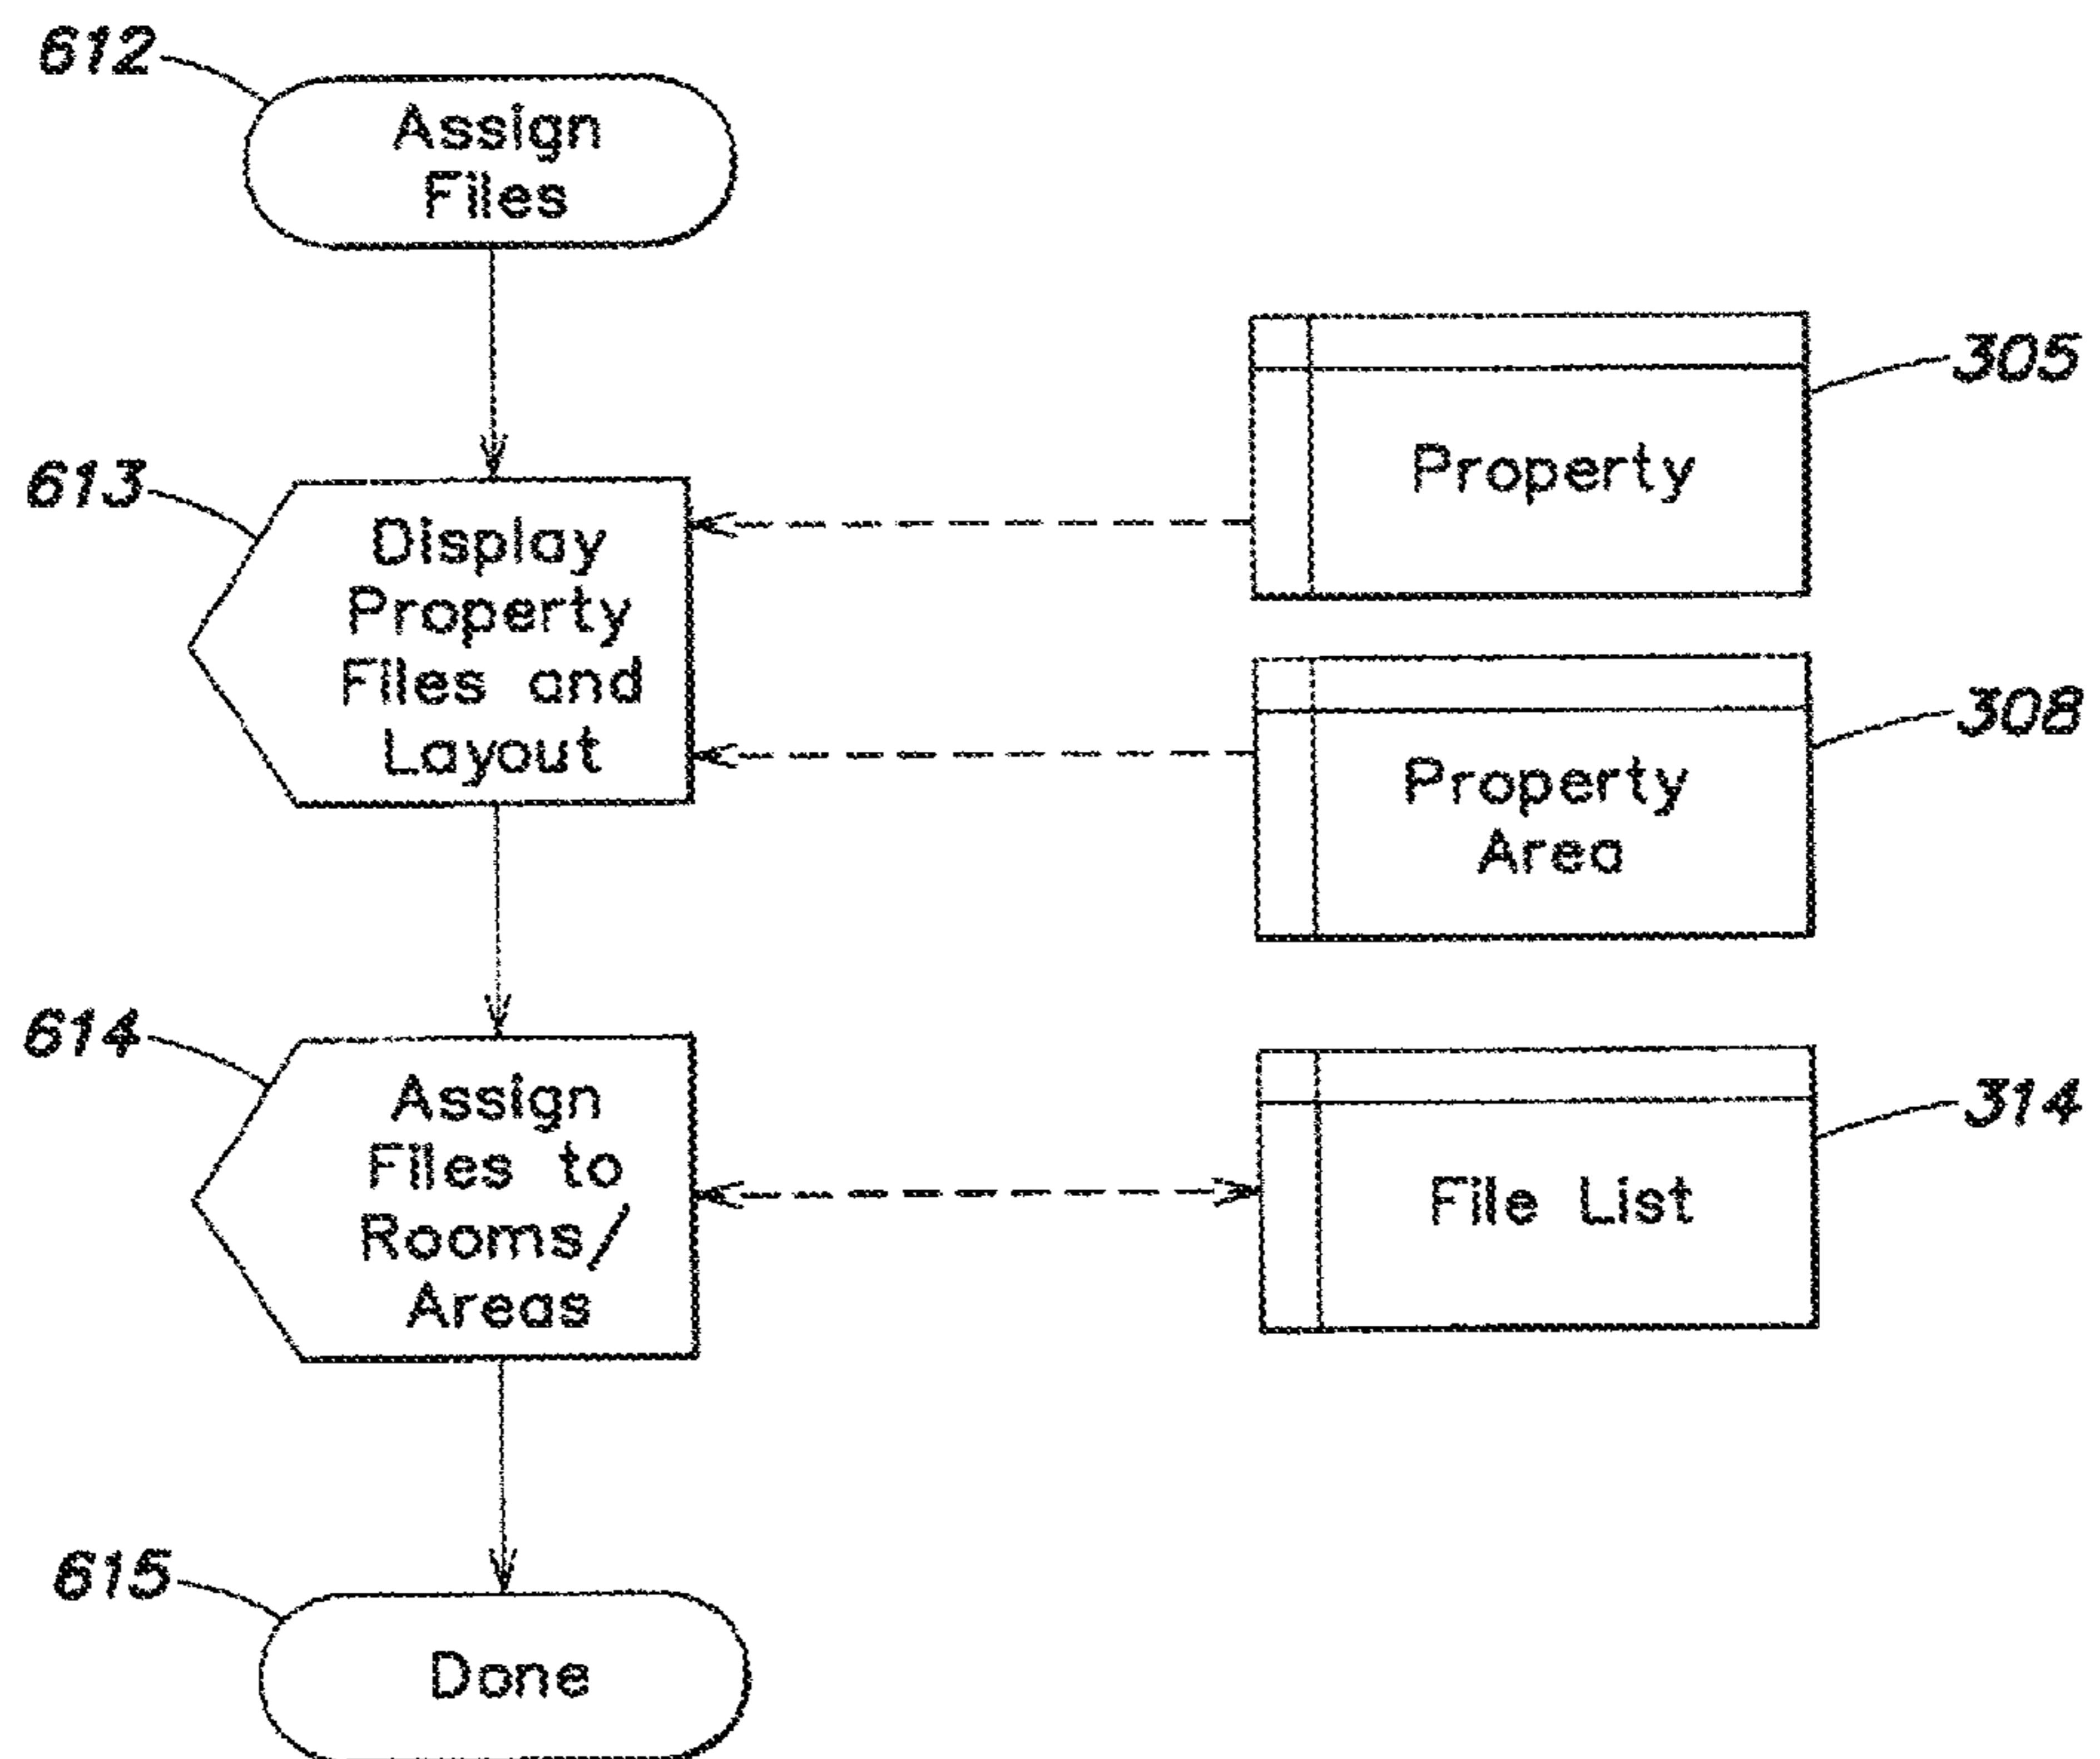 612
Assign
Files
305
Property
613
Display
Property
Files and
Layout
308
Property
Area
614
Assign
Files to
Rooms/
Areas
314
File List
615
Done